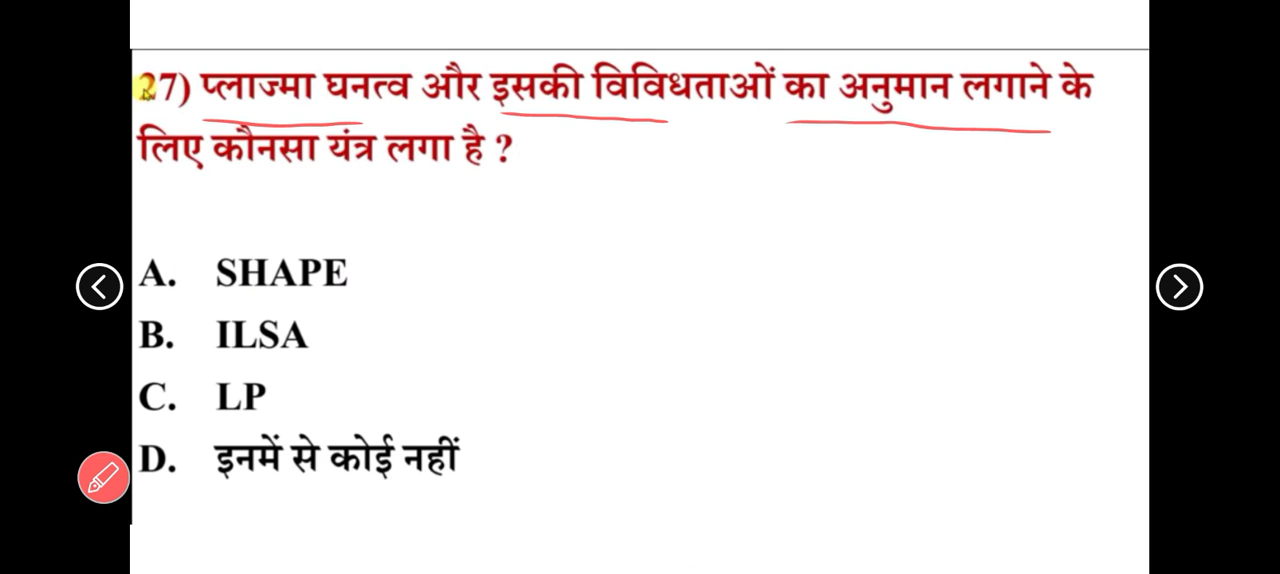 27) प्लाज्मा घनत्व और इसकी विविधताओं का अनुमान लगाने के
लिए कौनसा यंत्र लगा है ?
A. SHAPE
B. ILSA
C. LP
D. इनमें से कोई नहीं